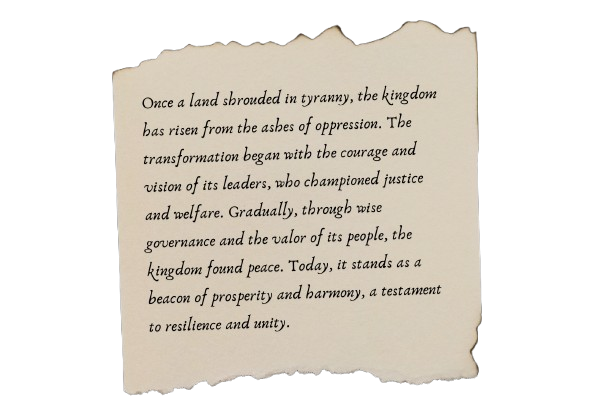 Once a land shrouded in tyranny, the kingdom
has risen from the ashes of oppression. The
transformation began with the courage and
vision of its leaders, who championed justice
and welfare. Gradually, through wise
governance and the valor of its people, the
kingdom found peace. Today, it stands as a
beacon of prosperity and harmony, a testament
to resilience and unity.